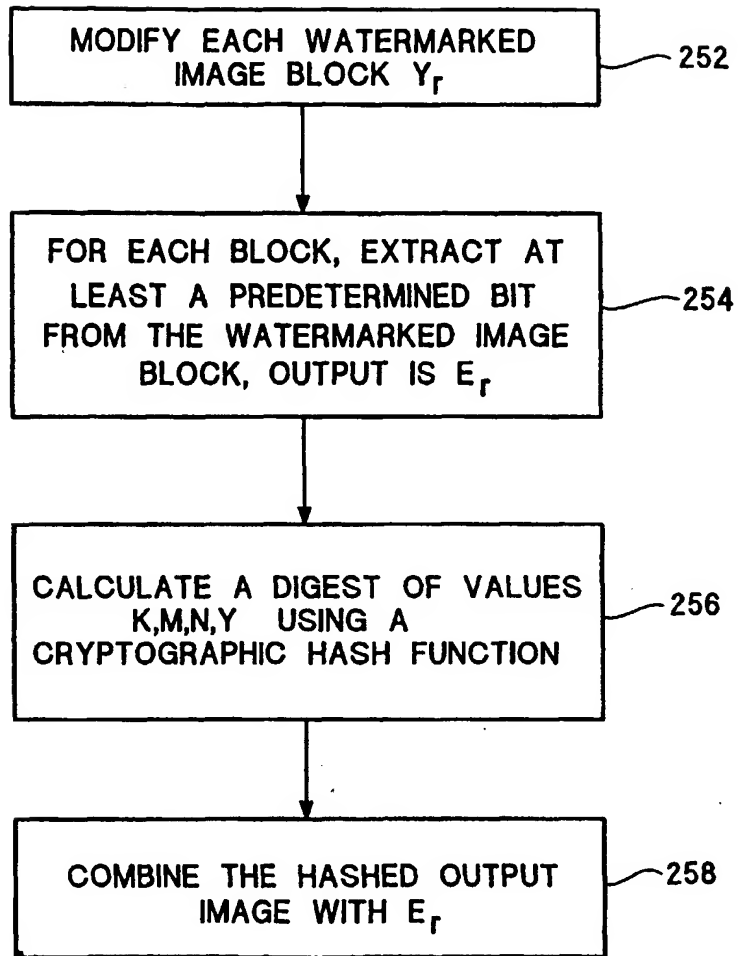 MODIFY EACH WATERMARKED
IMAGE BLOCK Yr
252
FOR EACH BLOCK, EXTRACT AT
LEAST A PREDETERMINED BIT
FROM THE WATERMARKED IMAGE
BLOCK, OUTPUT IS Er
254
CALCULATE A DIGEST OF VALUES
K,M,N,Y USING A
CRYPTOGRAPHIC HASH FUNCTION
256
COMBINE THE HASHED OUTPUT
IMAGE WITH Er
258